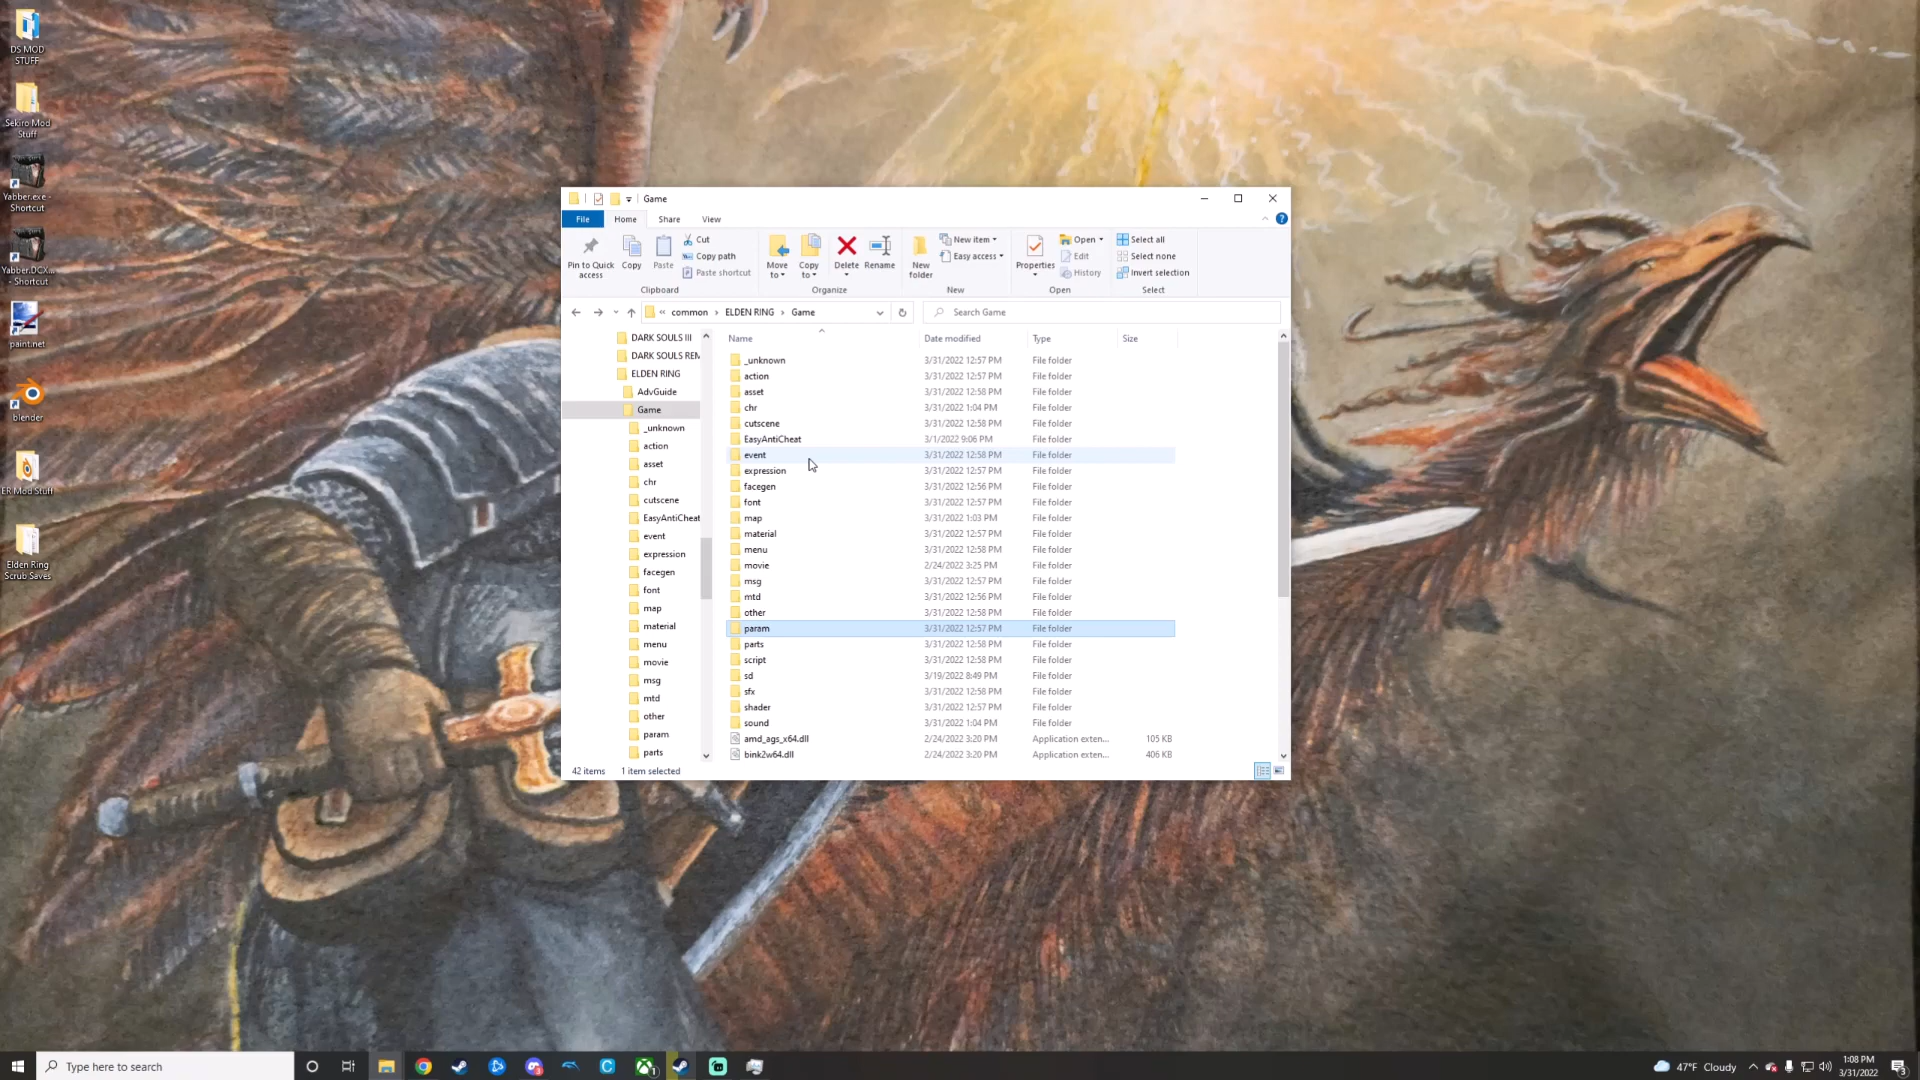 DS MOD
STUFF
Sekiro Mod
Stuff
Yabber.exe -
Shortcut
Yabber.DCX...
- Shortcut
paint.net
blender
ER Mod Stuff
Elden Ring
Scrub Saves
Game
File
Home
Share
View
Pin to Quick
access
Copy
Paste
Cut
Copy path
Paste shortcut
Clipboard
Move
to
Copy
to
Delete
Rename
Organize
New
folder
New item
Easy access
New
Properties
Open
Edit
History
Open
Select all
Select none
Invert selection
Select
« common › ELDEN RING › Game
Search Game
DARK SOULS III
DARK SOULS REM
ELDEN RING
AdvGuide
Game
_unknown
action
asset
chr
cutscene
EasyAntiCheat
event
expression
facegen
font
map
material
menu
movie
msg
mtd
other
param
parts
Name Date modified Type Size
_unknown 3/31/2022 12:57 PM File folder
action 3/31/2022 12:57 PM File folder
asset 3/31/2022 12:58 PM File folder
chr 3/31/2022 1:04 PM File folder
cutscene 3/31/2022 12:58 PM File folder
EasyAntiCheat 3/1/2022 9:06 PM File folder
event 3/31/2022 12:58 PM File folder
expression 3/31/2022 12:57 PM File folder
facegen 3/31/2022 12:56 PM File folder
font 3/31/2022 12:57 PM File folder
map 3/31/2022 1:03 PM File folder
material 3/31/2022 12:57 PM File folder
menu 3/31/2022 12:58 PM File folder
movie 2/24/2022 3:25 PM File folder
msg 3/31/2022 12:57 PM File folder
mtd 3/31/2022 12:56 PM File folder
other 3/31/2022 12:58 PM File folder
param 3/31/2022 12:57 PM File folder
parts 3/31/2022 12:58 PM File folder
script 3/31/2022 12:58 PM File folder
sd 3/19/2022 8:49 PM File folder
sfx 3/31/2022 12:58 PM File folder
shader 3/31/2022 12:57 PM File folder
sound 3/31/2022 1:04 PM File folder
amd_ags_x64.dll 2/24/2022 3:20 PM Application exten... 105 KB
bink2w64.dll 2/24/2022 3:20 PM Application exten... 406 KB
42 items 1 item selected
Type here to search
47°F Cloudy
1:08 PM
3/31/2022